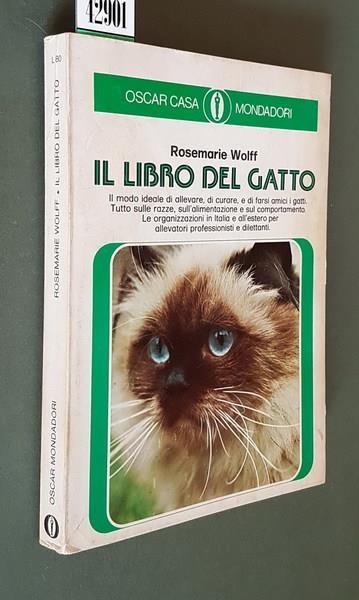 42901
OSCAR CASA MONDADORI
Rosemarie Wolff
IL LIBRO DEL GATTO
Il modo ideale di allevare, di curare, e di farsi amici i gatti.
Tutto sulle razze, sull'alimentazione e sul comportamento.
Le organizzazioni in Italia e all'estero per
allevatori professionisti e dilettanti.
L 80
ROSEMARIE WOLFF • IL LIBRO DEL GATTO
OSCAR MONDADORI